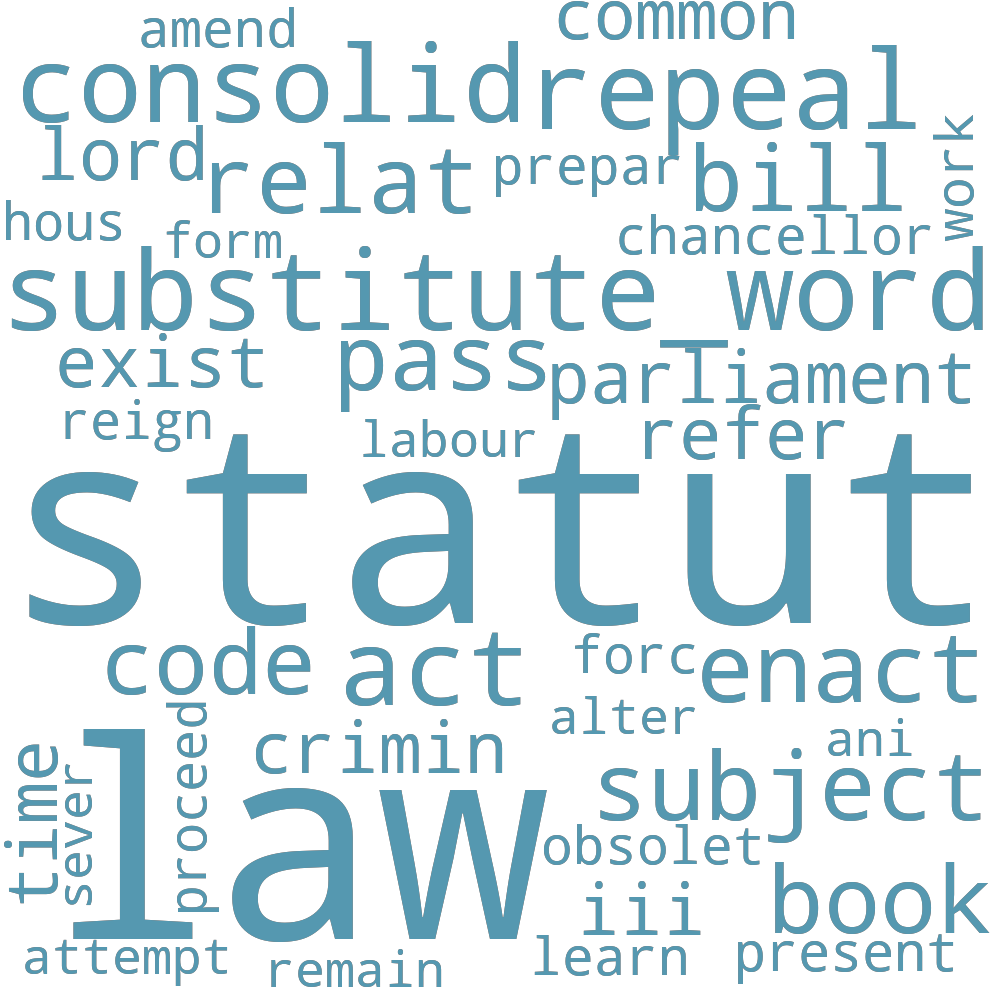 amend common
consolid repeal
lord relat prepar bill work
hous form chancellor
substitute_word
exist pass parliament
reign labour refer
statut
code act forc enact
alter
time sever proceed law crimin ani
subject
obsolet
iii book
attempt remain learn present